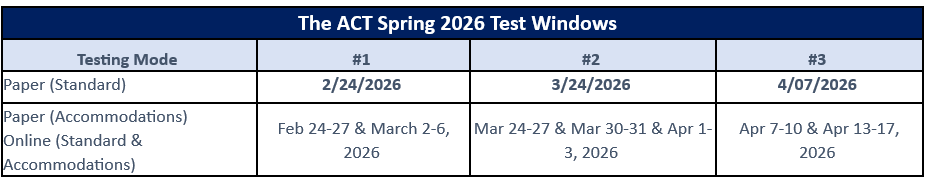 The ACT Spring 2026 Test Windows
Testing Mode #1 #2 #3
Paper (Standard) 2/24/2026 3/24/2026 4/07/2026
Paper (Accommodations)
Online (Standard &
Accommodations)
Feb 24-27 & March 2-6,
2026
Mar 24-27 & Mar 30-31 & Apr 1-
3, 2026
Apr 7-10 & Apr 13-17,
2026